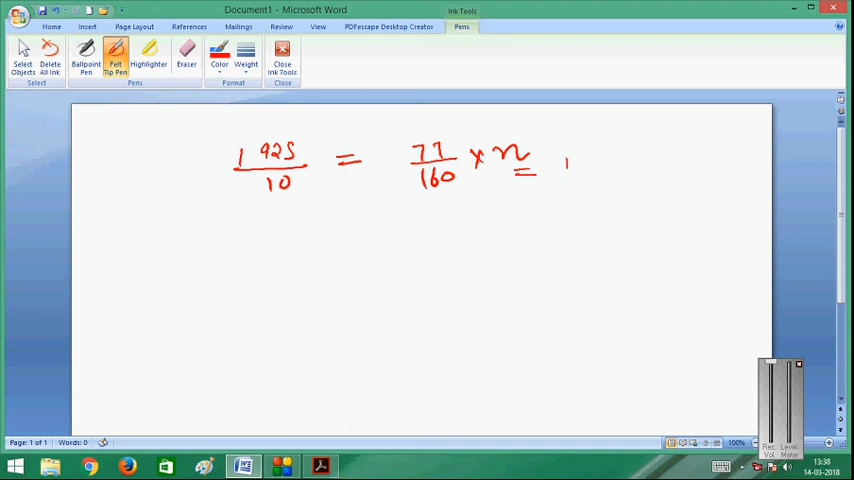 Document1 - Microsoft Word
Ink Tools
Home Insert Page Layout References Mailings Review View PDFescape Desktop Creator Pens
Select Objects
Delete All Ink
Ballpoint Pen
Felt Tip Pen
Highlighter
Eraser
Color
Weight
Close Ink Tools
Select Pens Format Close
1925 = 77 × n
10 160
Rec. Vol
Level Meter
Page: 1 of 1 Words: 0
100%
13:38
14-03-2018